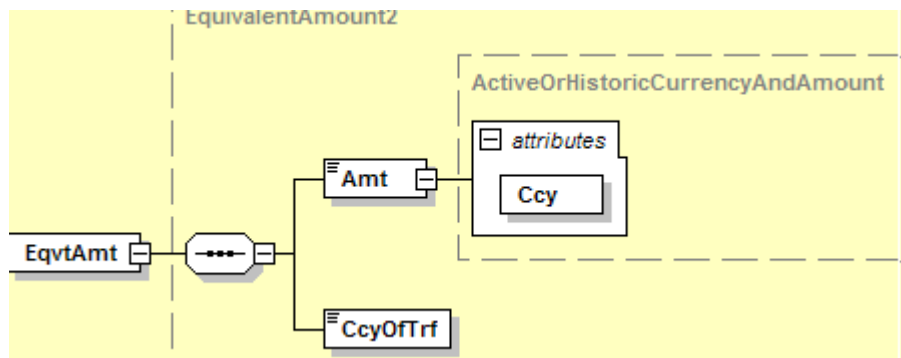 EquivalentAmount2
ActiveOrHistoricCurrencyAndAmount
attributes
Amt
Ccy
EqvtAmt
CcyOfTrf